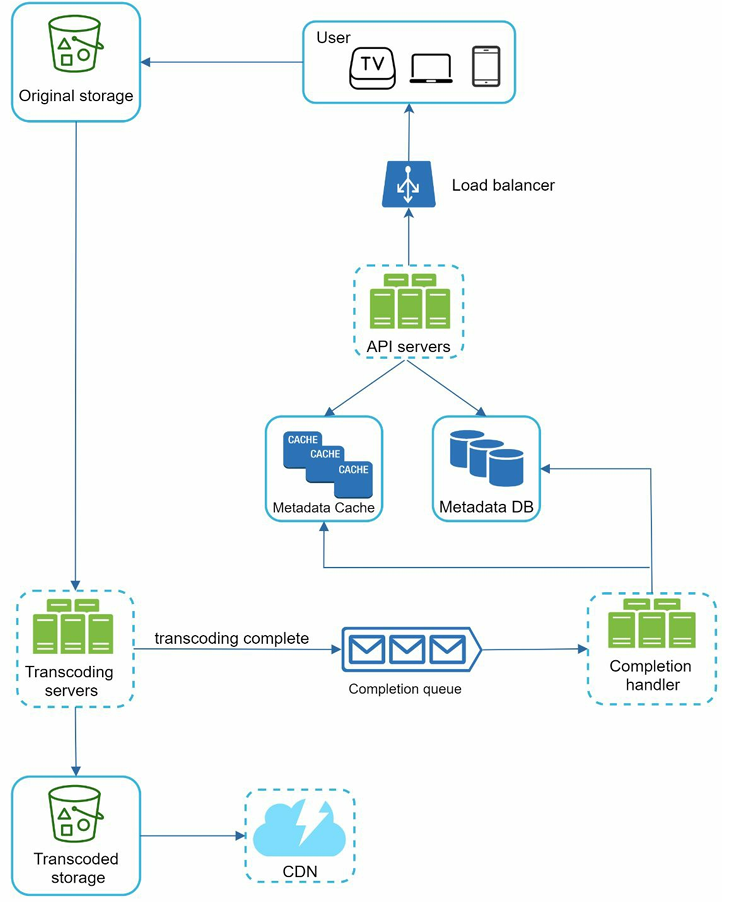 User
TV
Original storage
Load balancer
API servers
CACHE
CACHE
CACHE
Metadata Cache
Metadata DB
transcoding complete
Transcoding
servers
Completion queue
Completion
handler
Transcoded
storage
CDN